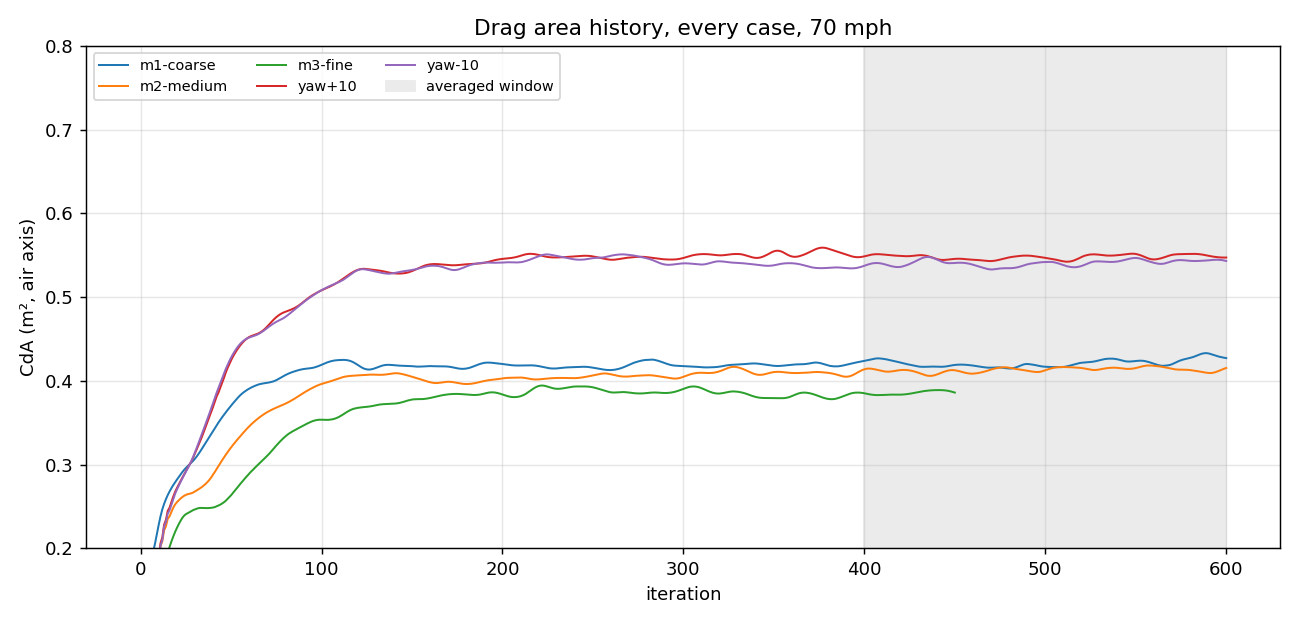 Drag area history, every case, 70 mph
m1-coarse
m2-medium
m3-fine
yaw+10
yaw-10
averaged window
CdA (m², air axis)
0.8
0.7
0.6
0.5
0.4
0.3
0.2
0 100 200 300 400 500 600
iteration